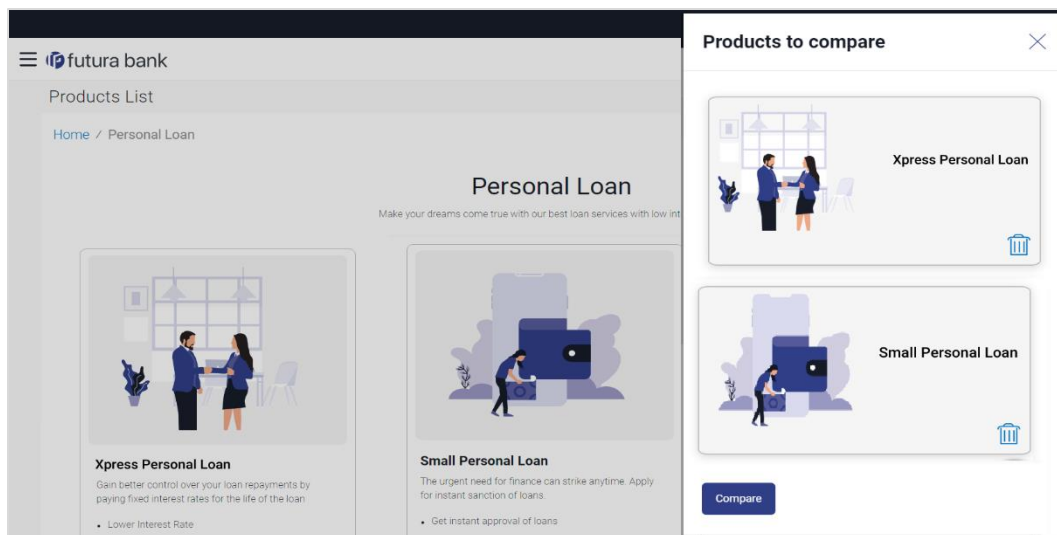 futura bank
Products List
Home / Personal Loan
Personal Loan
Make your dreams come true with our best loan services with low int
Xpress Personal Loan
Gain better control over your loan repayments by
paying fixed interest rates for the life of the loan
• Lower Interest Rate
Small Personal Loan
The urgent need for finance can strike anytime. Apply
for instant sanction of loans.
• Get instant approval of loans
Products to compare
Xpress Personal Loan
Small Personal Loan
Compare